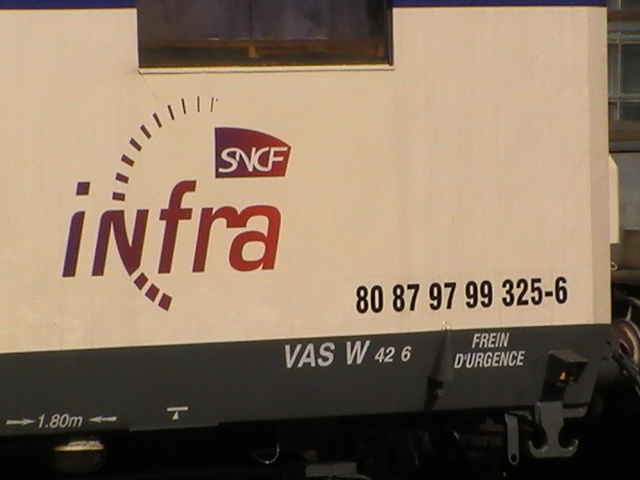 SNCF
infra
80 87 97 99 325-6
VAS W 42 6
FREIN
D'URGENCE
1.80m